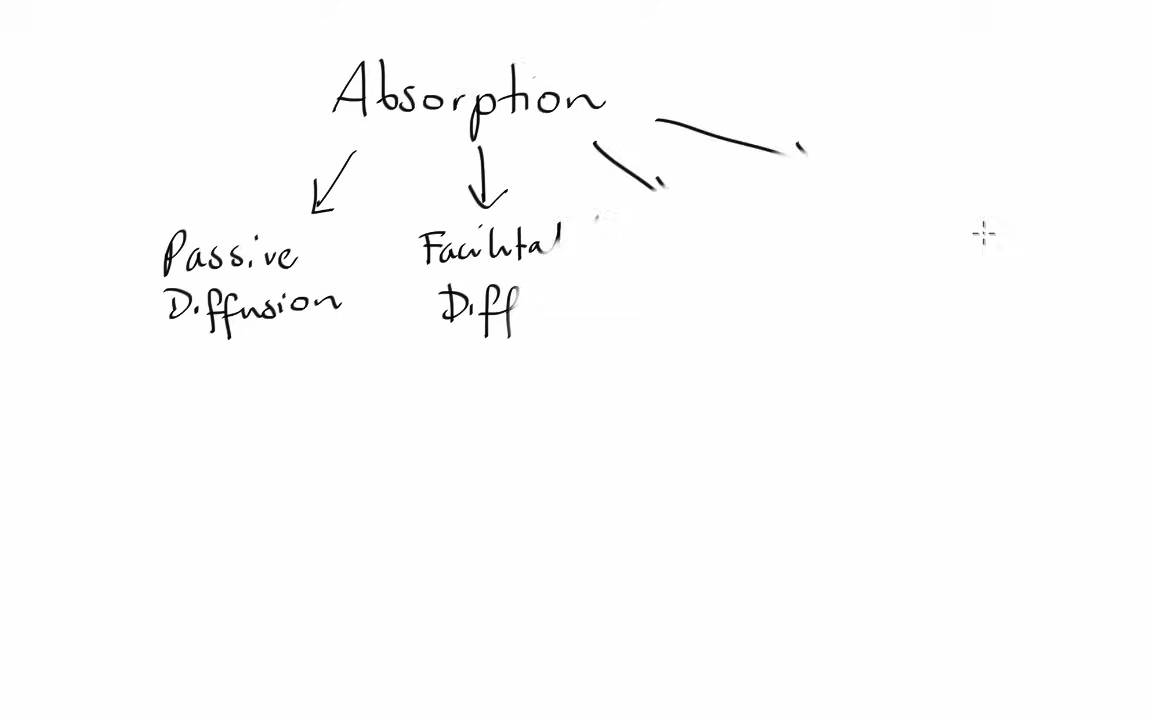 Absorption
Passive
Diffusion
Facilital
Diff